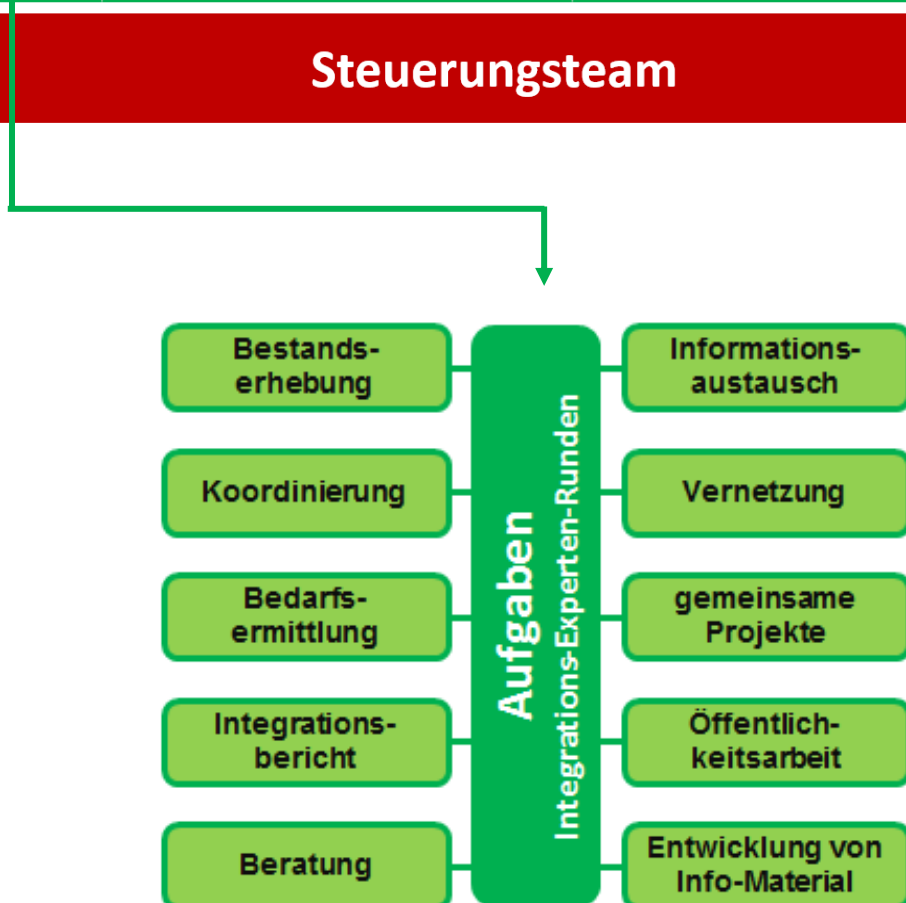 Steuerungsteam
Bestands-
erhebung
Koordinierung
Bedarfs-
ermittlung
Integrations-
bericht
Beratung
Aufgaben
Integrations-Experten-Runden
Informations-
austausch
Vernetzung
gemeinsame
Projekte
Öffentlich-
keitsarbeit
Entwicklung von
Info-Material